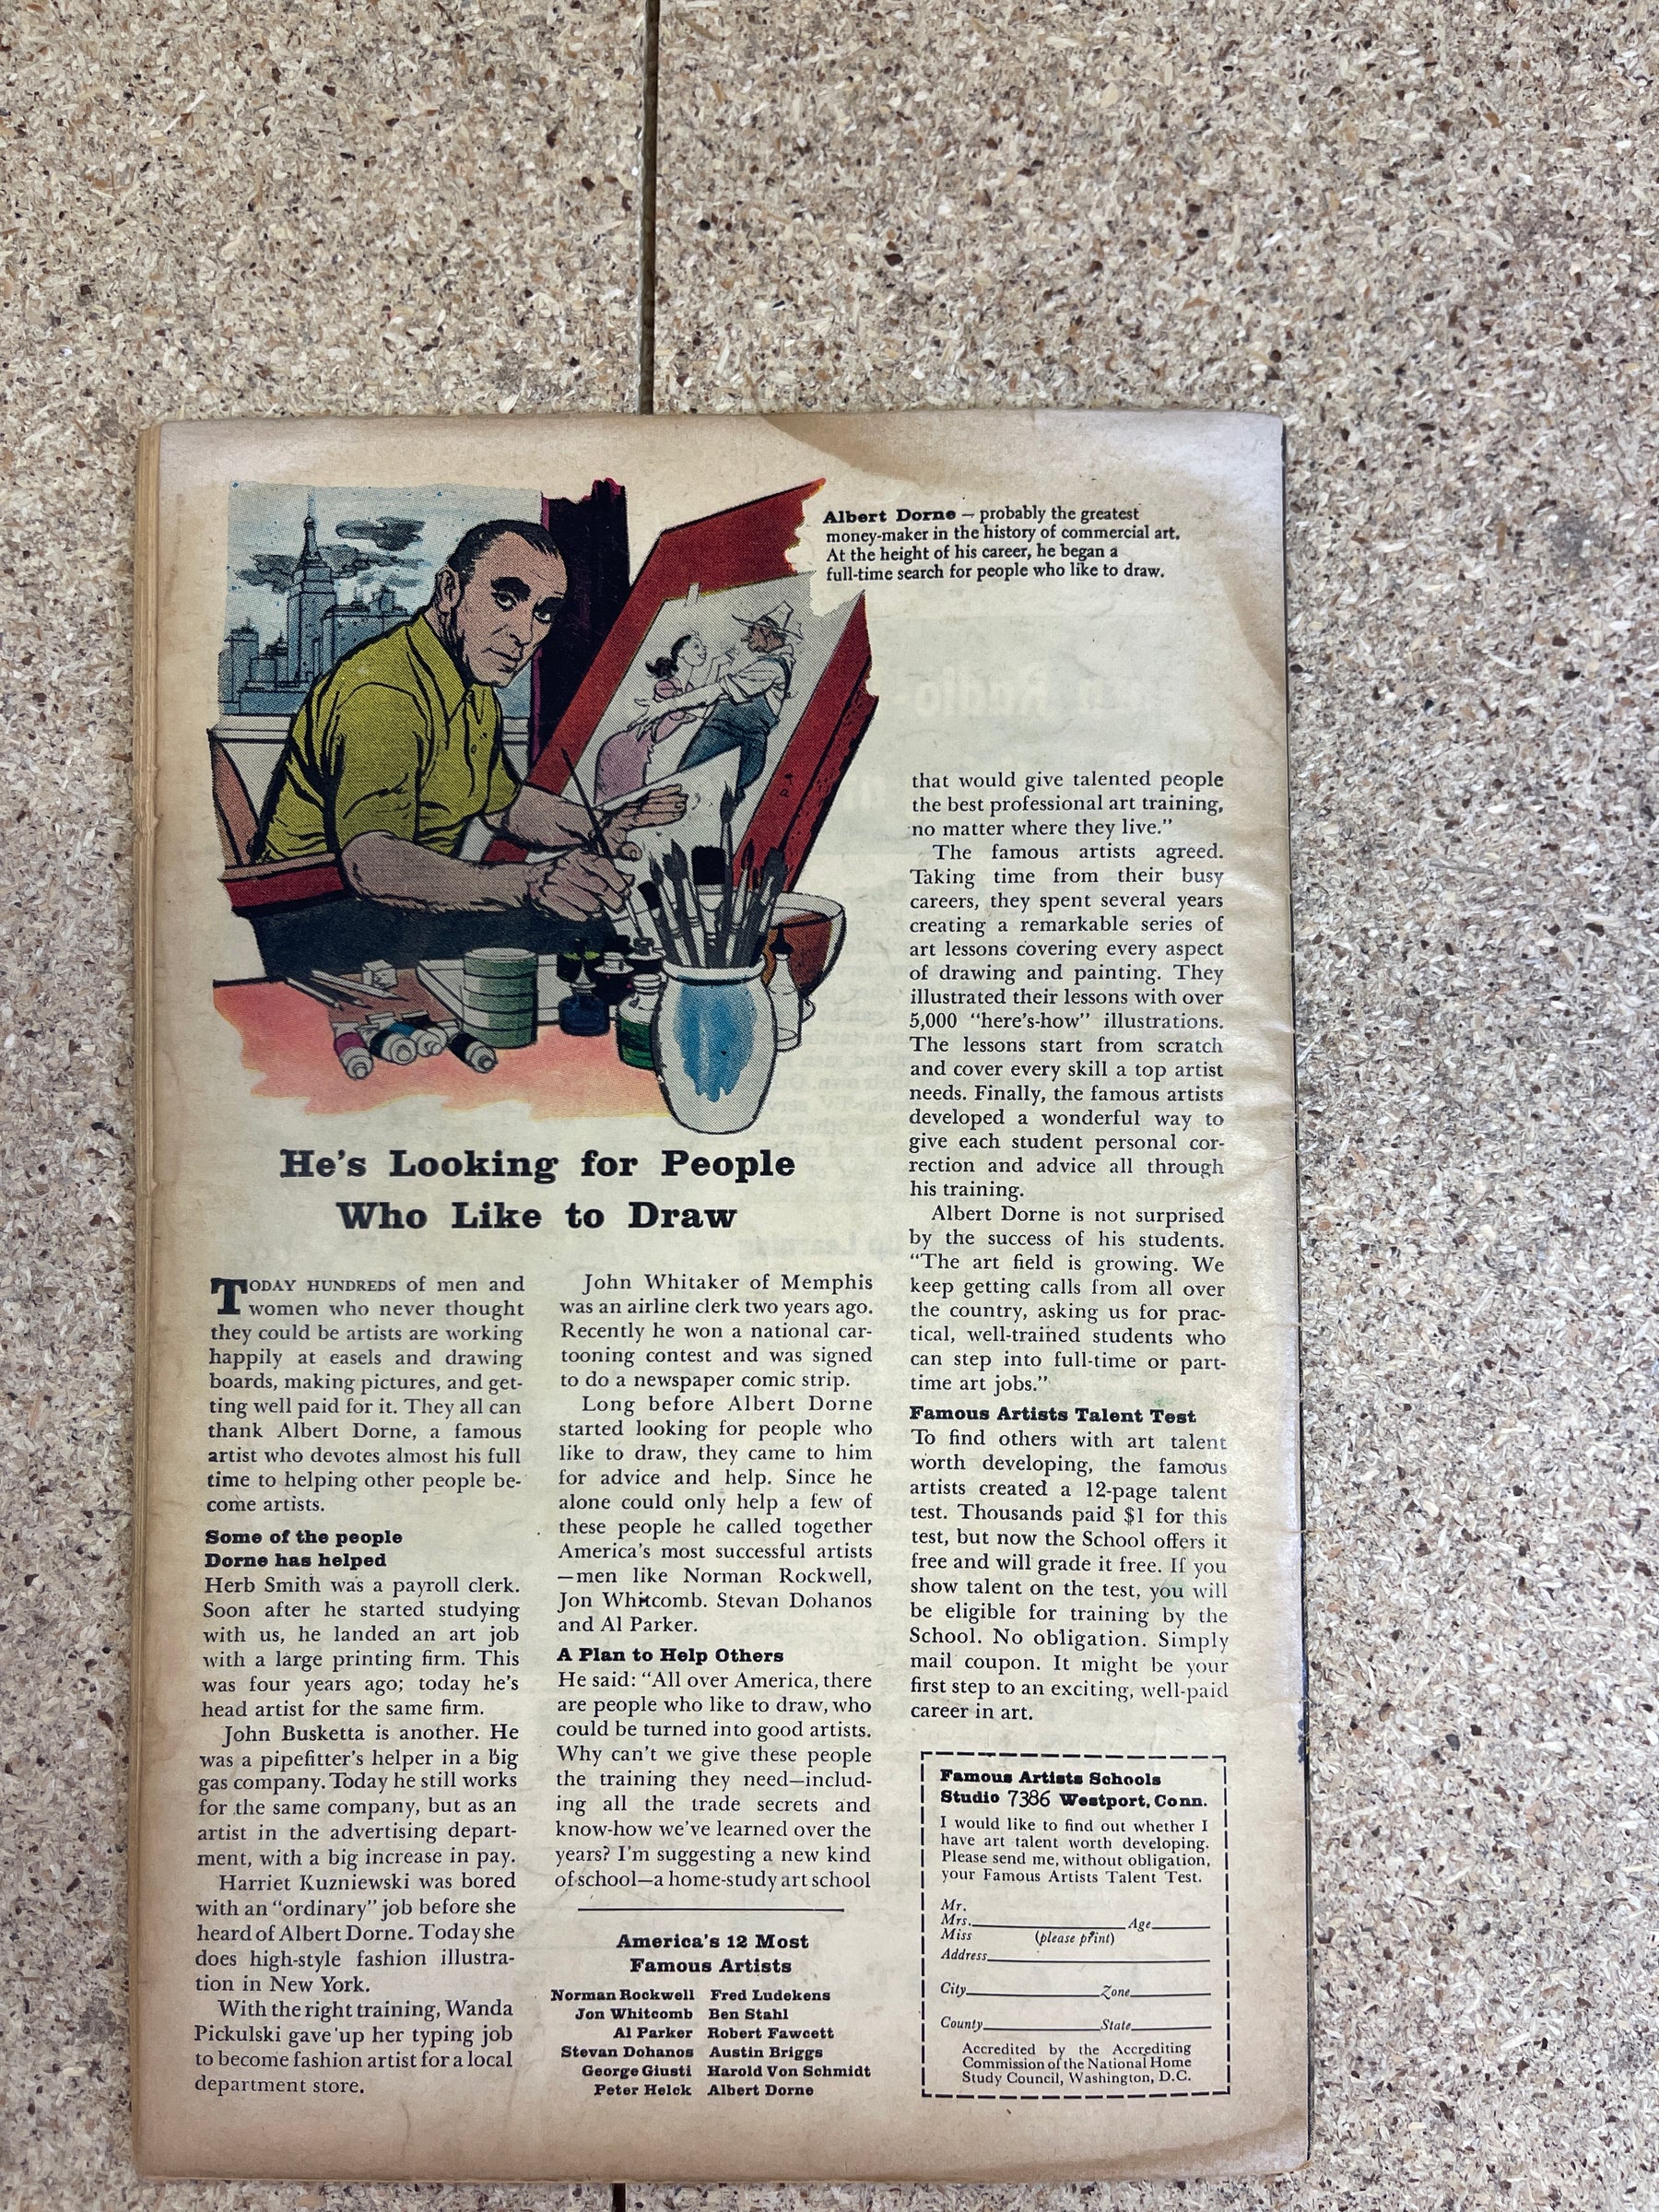 Albert Dorne — probably the greatest
money-maker in the history of commercial art.
At the height of his career, he began a
full-time search for people who like to draw.
He's Looking for People
Who Like to Draw
TODAY HUNDREDS of men and
women who never thought
they could be artists are working
happily at easels and drawing
boards, making pictures, and get-
ting well paid for it. They all can
thank Albert Dorne, a famous
artist who devotes almost his full
time to helping other people be-
come artists.
Some of the people
Dorne has helped
Herb Smith was a payroll clerk.
Soon after he started studying
with us, he landed an art job
with a large printing firm. This
was four years ago; today he's
head artist for the same firm.
John Busketta is another. He
was a pipefitter's helper in a big
gas company. Today he still works
for the same company, but as an
artist in the advertising depart-
ment, with a big increase in pay.
Harriet Kuzniewski was bored
with an "ordinary" job before she
heard of Albert Dorne. Today she
does high-style fashion illustra-
tion in New York.
With the right training, Wanda
Pickulski gave up her typing job
to become fashion artist for a local
department store.
John Whitaker of Memphis
was an airline clerk two years ago.
Recently he won a national car-
tooning contest and was signed
to do a newspaper comic strip.
Long before Albert Dorne
started looking for people who
like to draw, they came to him
for advice and help. Since he
alone could only help a few of
these people he called together
America's most successful artists
—men like Norman Rockwell,
Jon Whitcomb. Stevan Dohanos
and Al Parker.
A Plan to Help Others
He said: "All over America, there
are people who like to draw, who
could be turned into good artists.
Why can't we give these people
the training they need—includ-
ing all the trade secrets and
know-how we've learned over the
years? I'm suggesting a new kind
of school—a home-study art school
America's 12 Most
Famous Artists
Norman Rockwell Fred Ludekens
Jon Whitcomb Ben Stahl
Al Parker Robert Fawcett
Stevan Dohanos Austin Briggs
George Giusti Harold Von Schmidt
Peter Helck Albert Dorne
that would give talented people
the best professional art training,
no matter where they live."
The famous artists agreed.
Taking time from their busy
careers, they spent several years
creating a remarkable series of
art lessons covering every aspect
of drawing and painting. They
illustrated their lessons with over
5,000 "here's-how" illustrations.
The lessons start from scratch
and cover every skill a top artist
needs. Finally, the famous artists
developed a wonderful way to
give each student personal cor-
rection and advice all through
his training.
Albert Dorne is not surprised
by the success of his students.
"The art field is growing. We
keep getting calls from all over
the country, asking us for prac-
tical, well-trained students who
can step into full-time or part-
time art jobs."
Famous Artists Talent Test
To find others with art talent
worth developing, the famous
artists created a 12-page talent
test. Thousands paid $1 for this
test, but now the School offers it
free and will grade it free. If you
show talent on the test, you will
be eligible for training by the
School. No obligation. Simply
mail coupon. It might be your
first step to an exciting, well-paid
career in art.
Famous Artists Schools
Studio 7386 Westport, Conn.
I would like to find out whether I
have art talent worth developing.
Please send me, without obligation,
your Famous Artists Talent Test.
Mr.
Mrs. Age
Miss (please print)
Address
City Zone
County State
Accredited by the Accrediting
Commission of the National Home
Study Council, Washington, D.C.